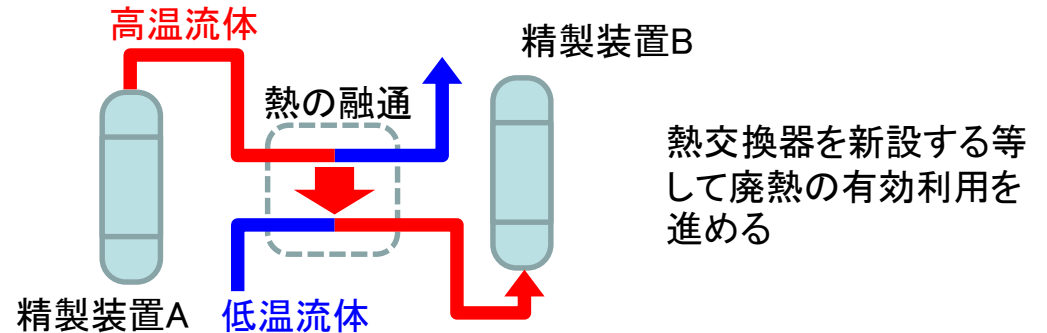 高温流体
精製装置B
熱の融通
熱交換器を新設する等
して廃熱の有効利用を
進める
精製装置A
低温流体